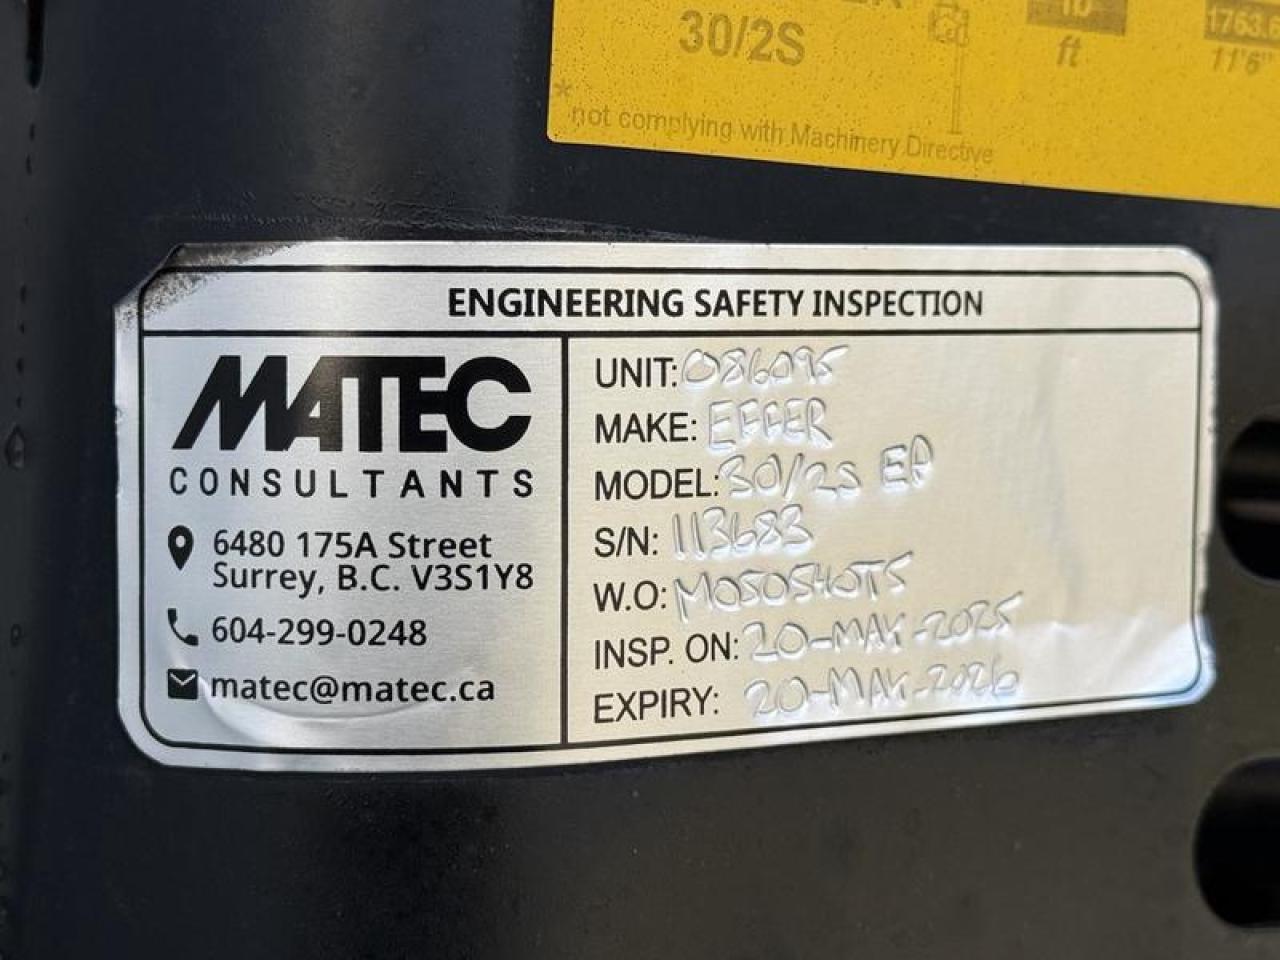 30/2S
ft
11'6"
*not complying with Machinery Directive
ENGINEERING SAFETY INSPECTION
MATEC
CONSULTANTS
6480 175A Street
Surrey, B.C. V3S1Y8
604-299-0248
matec@matec.ca
UNIT: 086095
MAKE: EFFER
MODEL: 30/2S
S/N: 113683
W.O: M050540TS
INSP. ON: 20-MAY-2025
EXPIRY: 20-MAY-2026